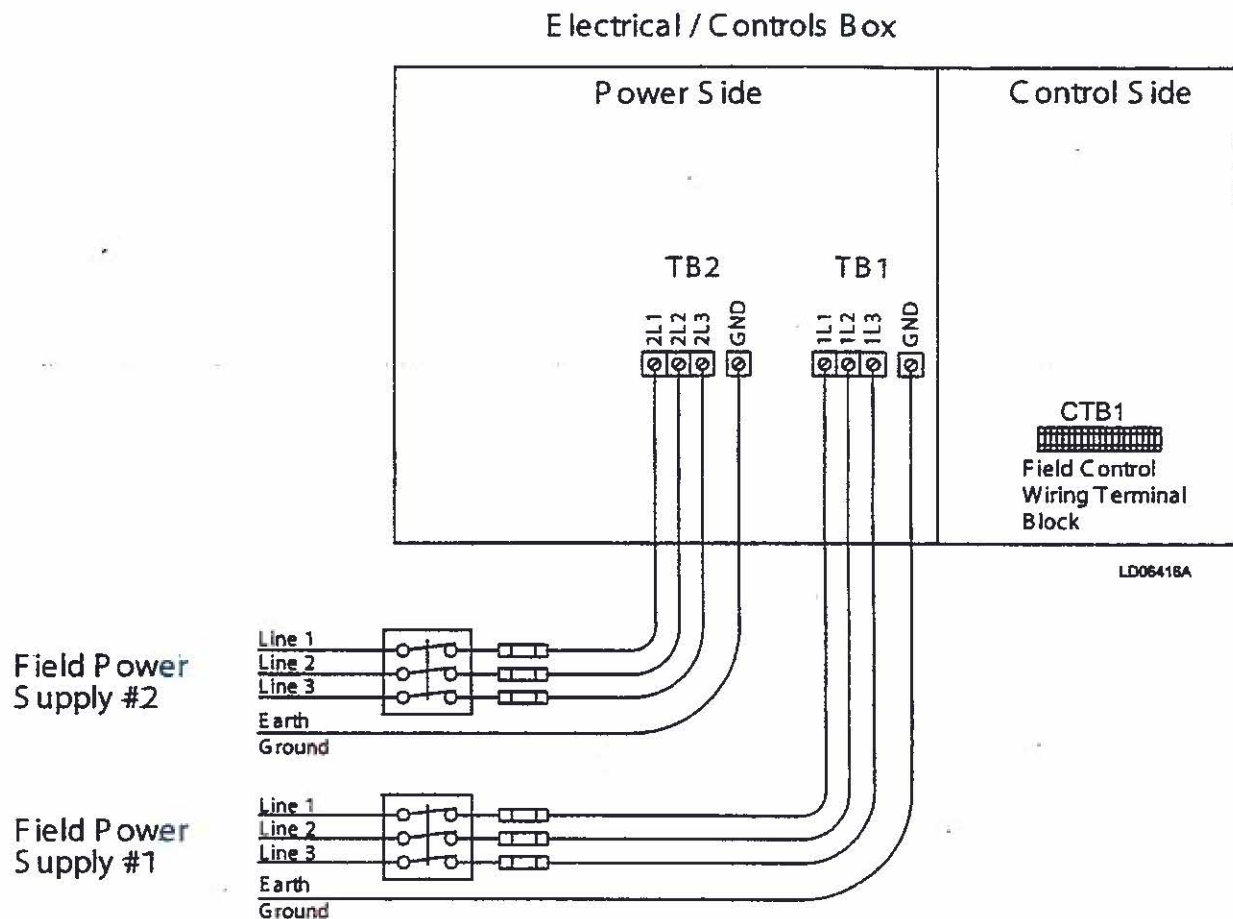 Electrical / Controls Box
Power Side
Control Side
TB2
TB1
2L1
2L2
2L3
GND
1L1
1L2
1L3
GND
CTB1
Field Control
Wiring Terminal
Block
LD06416A
Field Power
Supply #2
Line 1
Line 2
Line 3
Earth
Ground
Field Power
Supply #1
Line 1
Line 2
Line 3
Earth
Ground